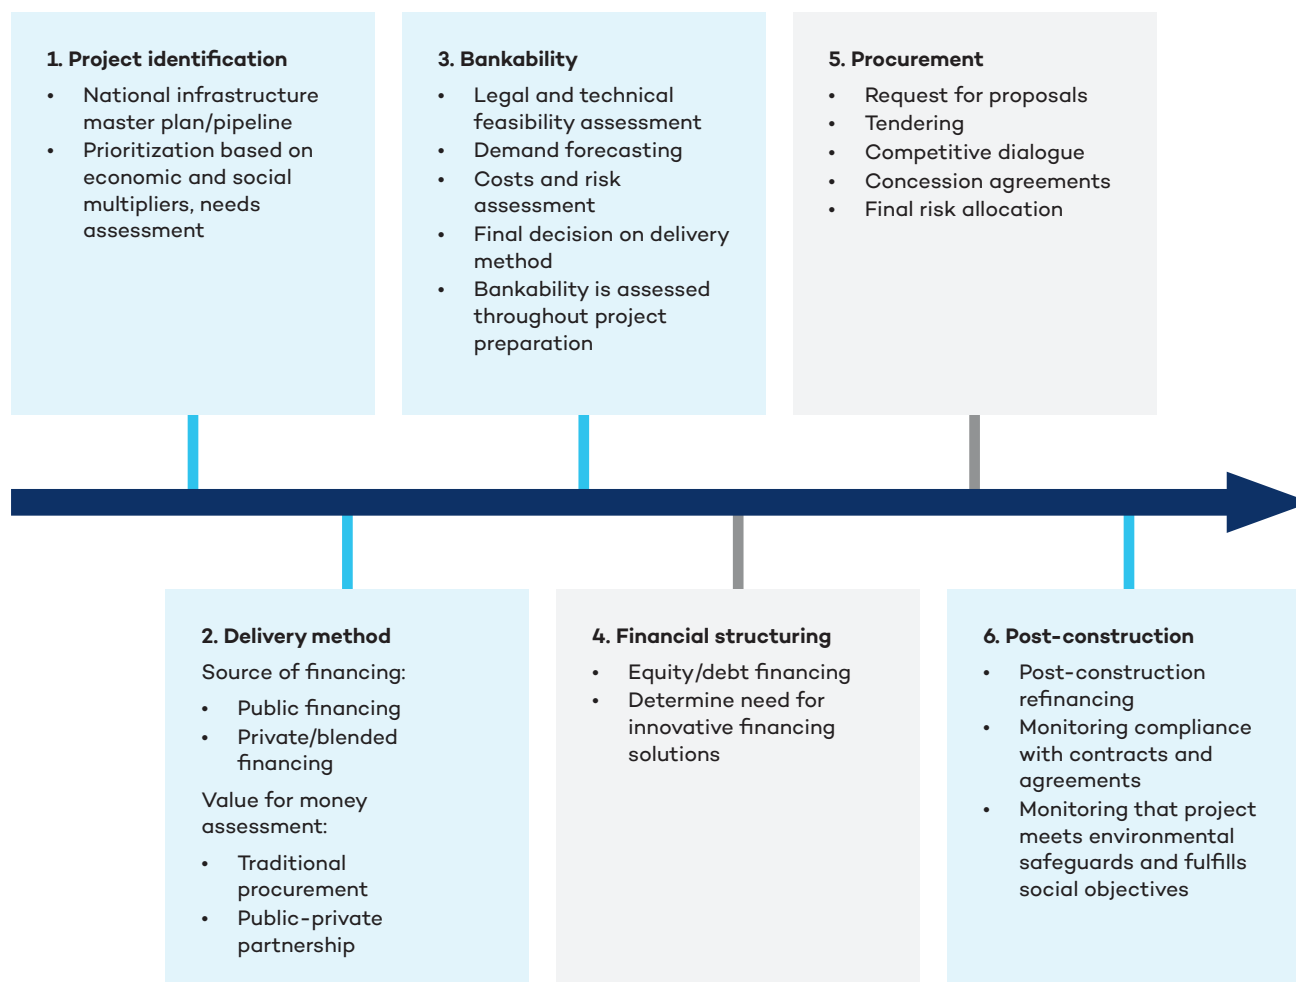 1. Project identification
• National infrastructure
master plan/pipeline
• Prioritization based on
economic and social
multipliers, needs
assessment
3. Bankability
• Legal and technical
feasibility assessment
• Demand forecasting
• Costs and risk
assessment
• Final decision on delivery
method
• Bankability is assessed
throughout project
preparation
5. Procurement
• Request for proposals
• Tendering
• Competitive dialogue
• Concession agreements
• Final risk allocation
2. Delivery method
Source of financing:
• Public financing
• Private/blended
financing
Value for money
assessment:
• Traditional
procurement
• Public-private
partnership
4. Financial structuring
• Equity/debt financing
• Determine need for
innovative financing
solutions
6. Post-construction
• Post-construction
refinancing
• Monitoring compliance
with contracts and
agreements
• Monitoring that project
meets environmental
safeguards and fulfills
social objectives